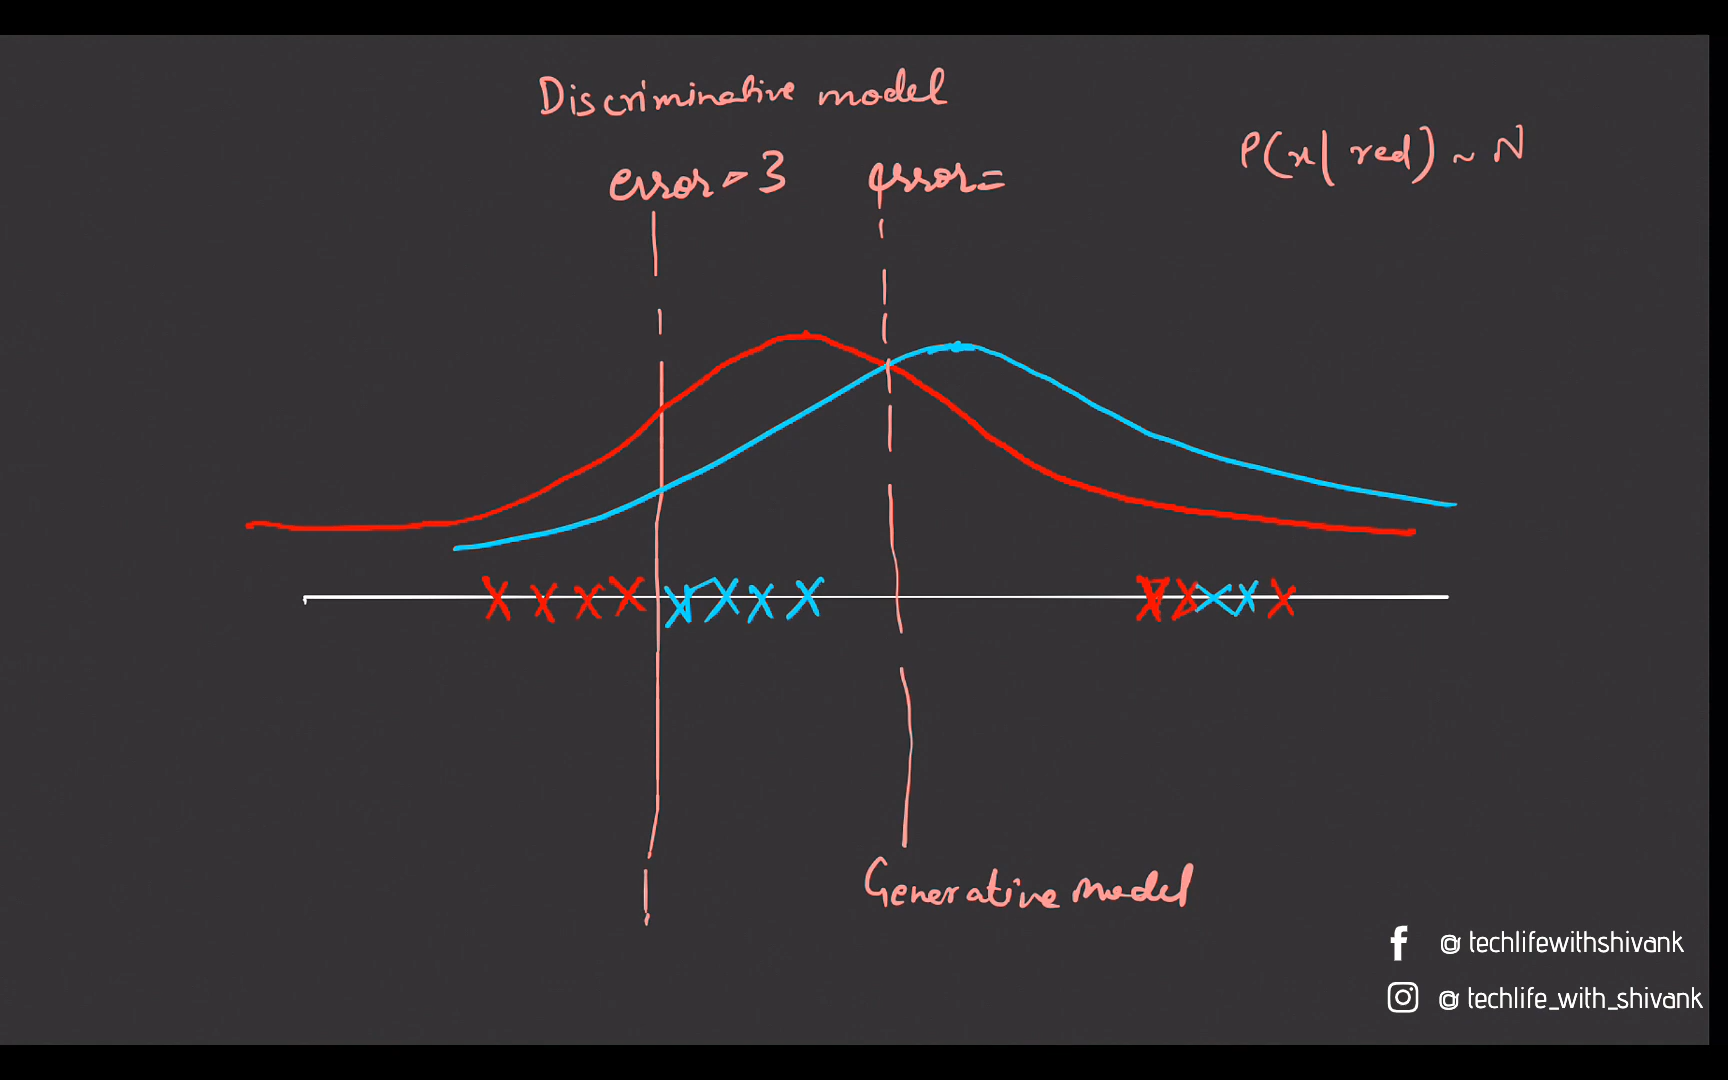 Discriminative model
P(x| red) ~ N
error = 3 error =
Generative model
@ techlifewithshivank
@ techlife_with_shivank